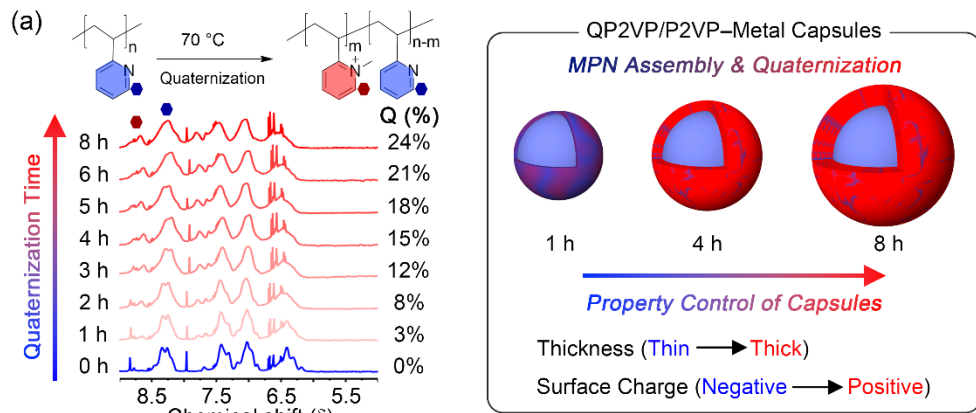 (a)
n
70 °C
Quaternization
m
n-m
N
N+
N
Q (%)
Quaternization Time
8 h 24%
6 h 21%
5 h 18%
4 h 15%
3 h 12%
2 h 8%
1 h 3%
0 h 0%
8.5 7.5 6.5 5.5
Chemical shift (δ)
QP2VP/P2VP–Metal Capsules
MPN Assembly & Quaternization
1 h 4 h 8 h
Property Control of Capsules
Thickness (Thin ⟶ Thick)
Surface Charge (Negative ⟶ Positive)